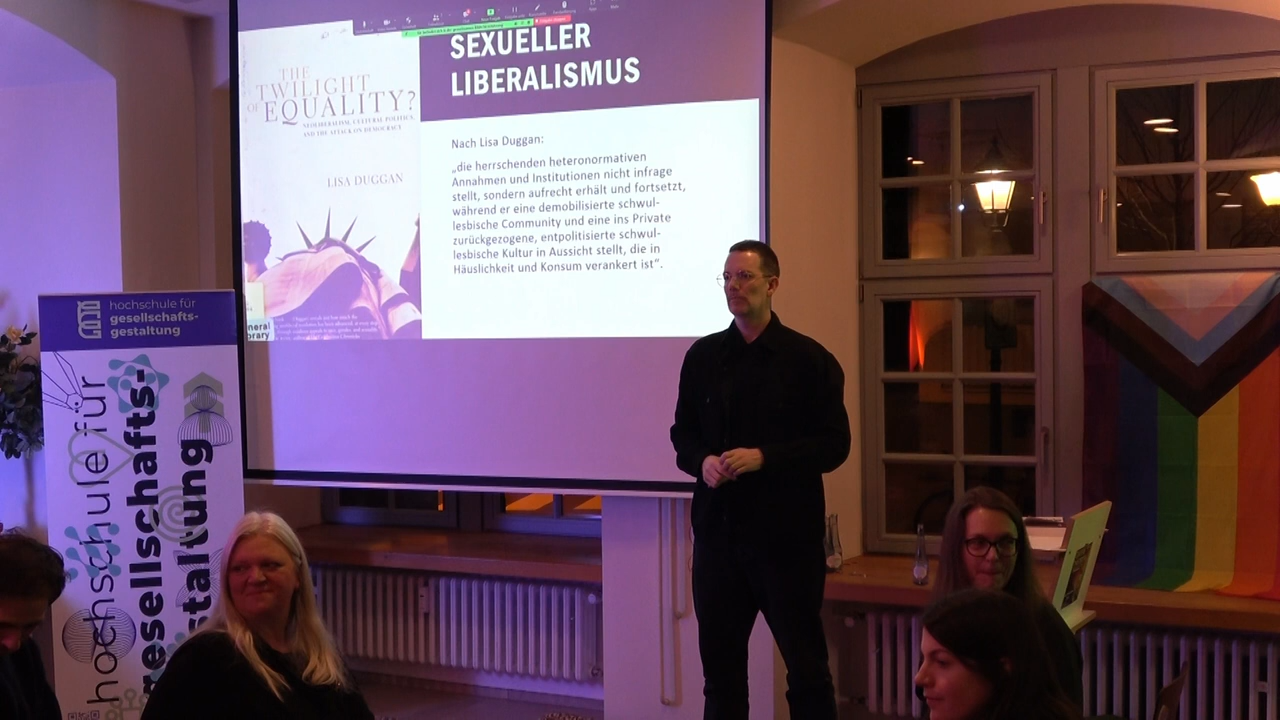 SEXUELLER
LIBERALISMUS
THE
TWILIGHT
OF EQUALITY?
NEOLIBERALISM, CULTURAL POLITICS,
AND THE ATTACK ON DEMOCRACY
LISA DUGGAN
Nach Lisa Duggan:
„die herrschenden heteronormativen
Annahmen und Institutionen nicht infrage
stellt, sondern aufrecht erhält und fortsetzt,
während er eine demobilisierte schwul-
lesbische Community und eine ins Private
zurückgezogene, entpolitisierte schwul-
lesbische Kultur in Aussicht stellt, die in
Häuslichkeit und Konsum verankert ist“.
neral
brary
hochschule für
gesellschafts-
gestaltung
hochschule für
gesellschafts-
staltung